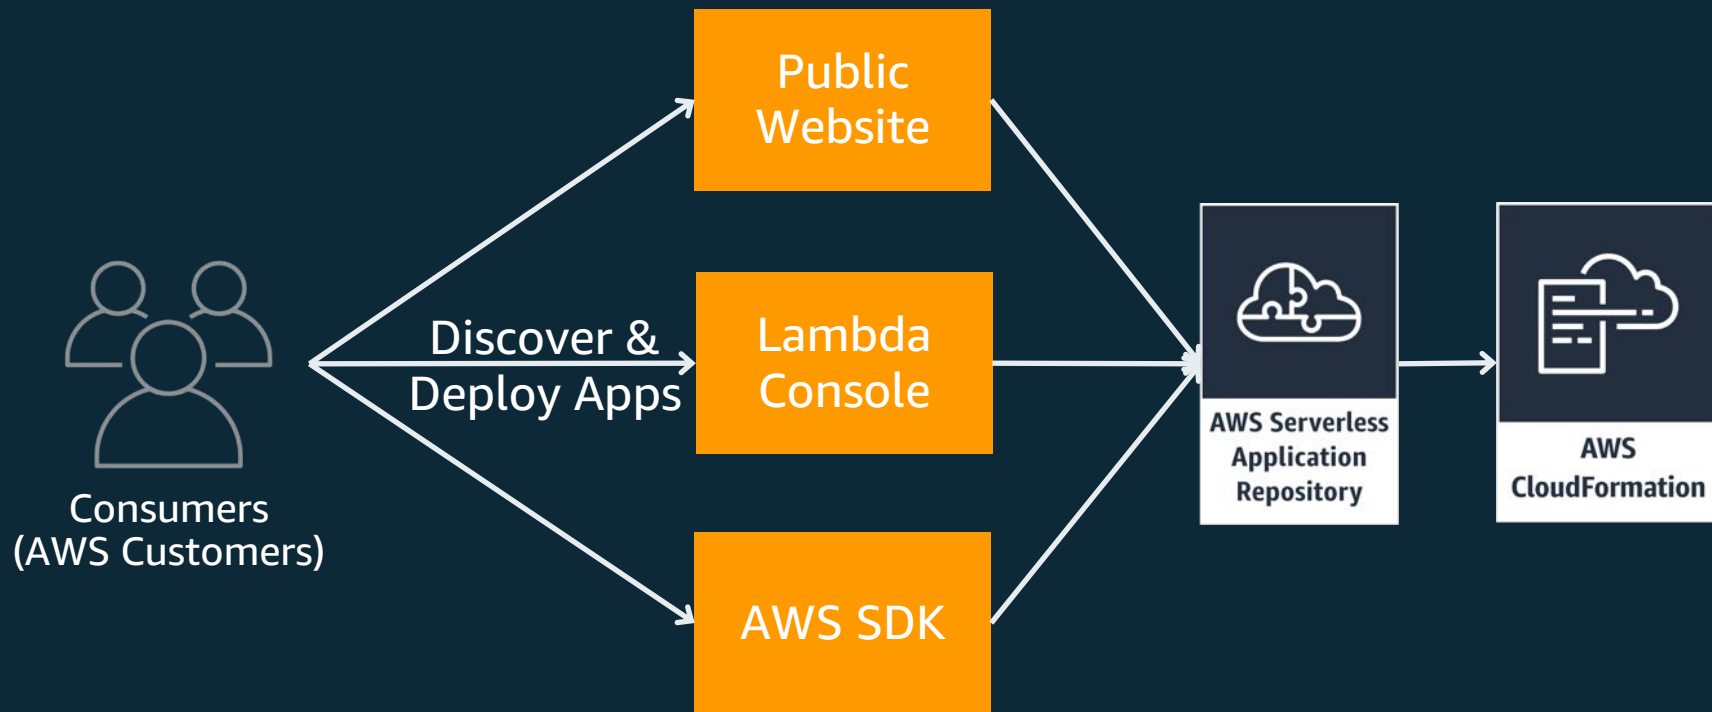 Public
Website
Discover &
Deploy Apps
Lambda
Console
AWS SDK
Consumers
(AWS Customers)
AWS Serverless
Application
Repository
AWS
CloudFormation